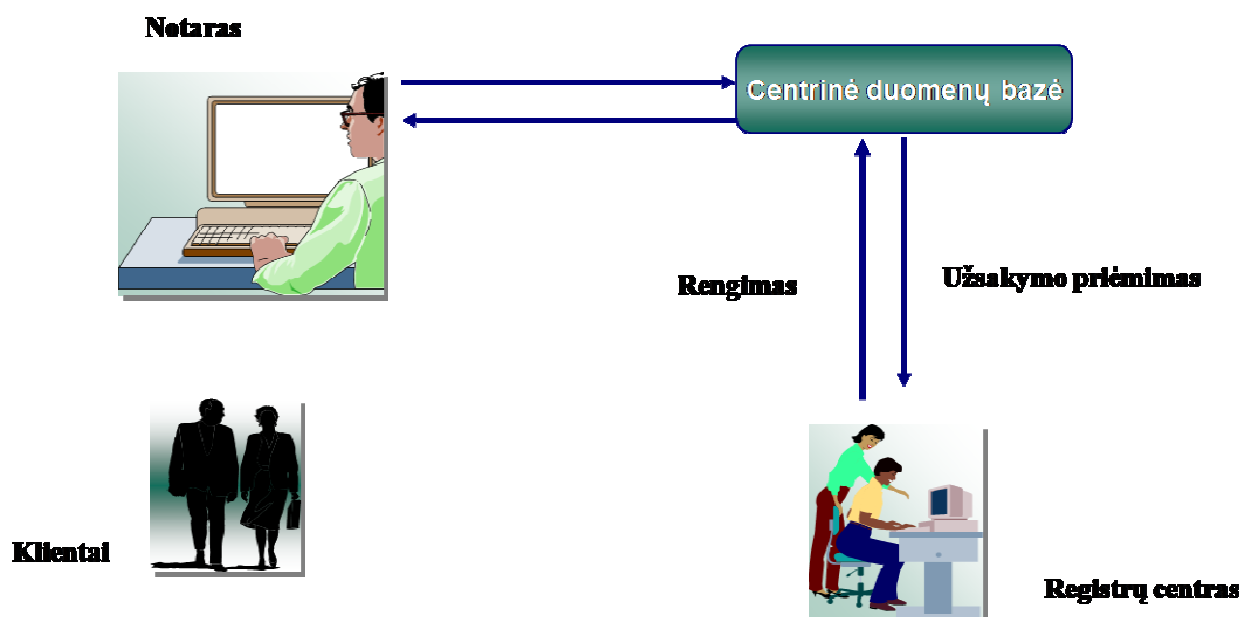 Notaras
Centrinė duomenų bazė
Rengimas
Užsakymo priėmimas
Klientai
Registrų centras